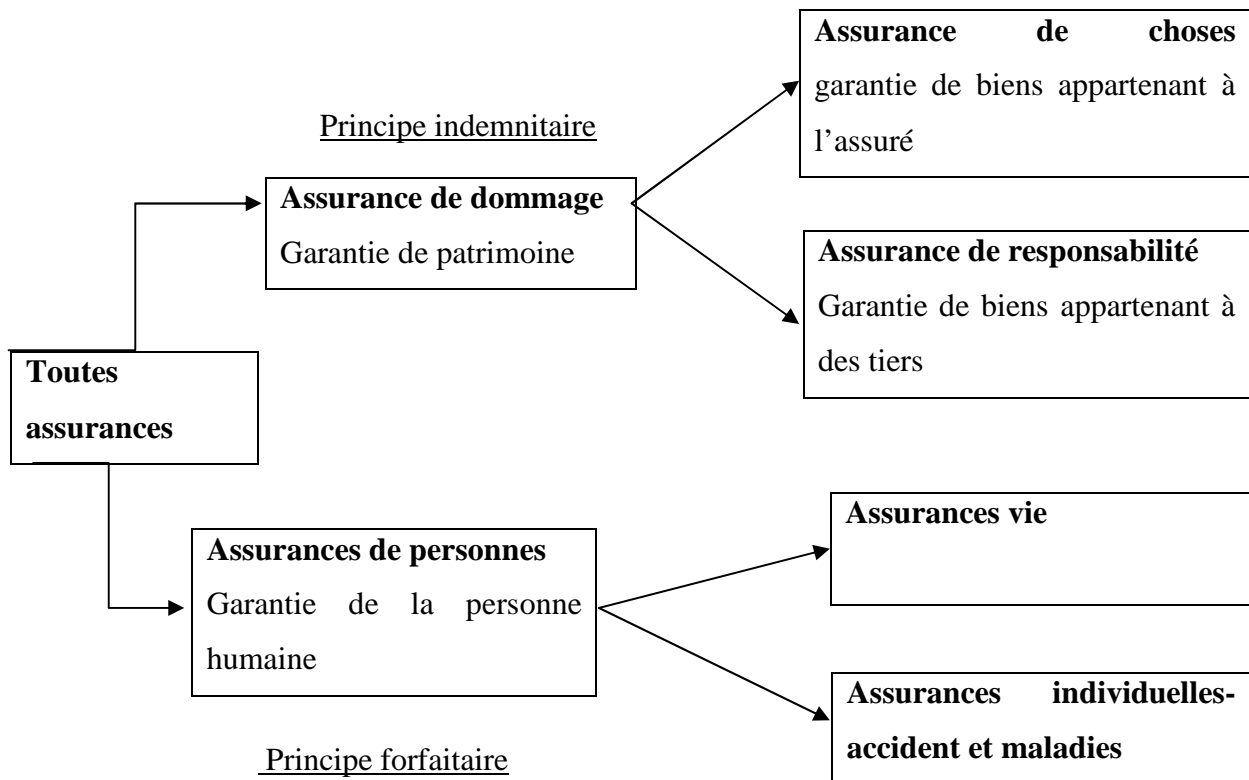 Assurance de choses
garantie de biens appartenant à
l’assuré
Principe indemnitaire
Assurance de dommage
Garantie de patrimoine
Assurance de responsabilité
Garantie de biens appartenant à
des tiers
Toutes
assurances
Assurances vie
Assurances de personnes
Garantie de la personne
humaine
Assurances individuelles-
accident et maladies
Principe forfaitaire